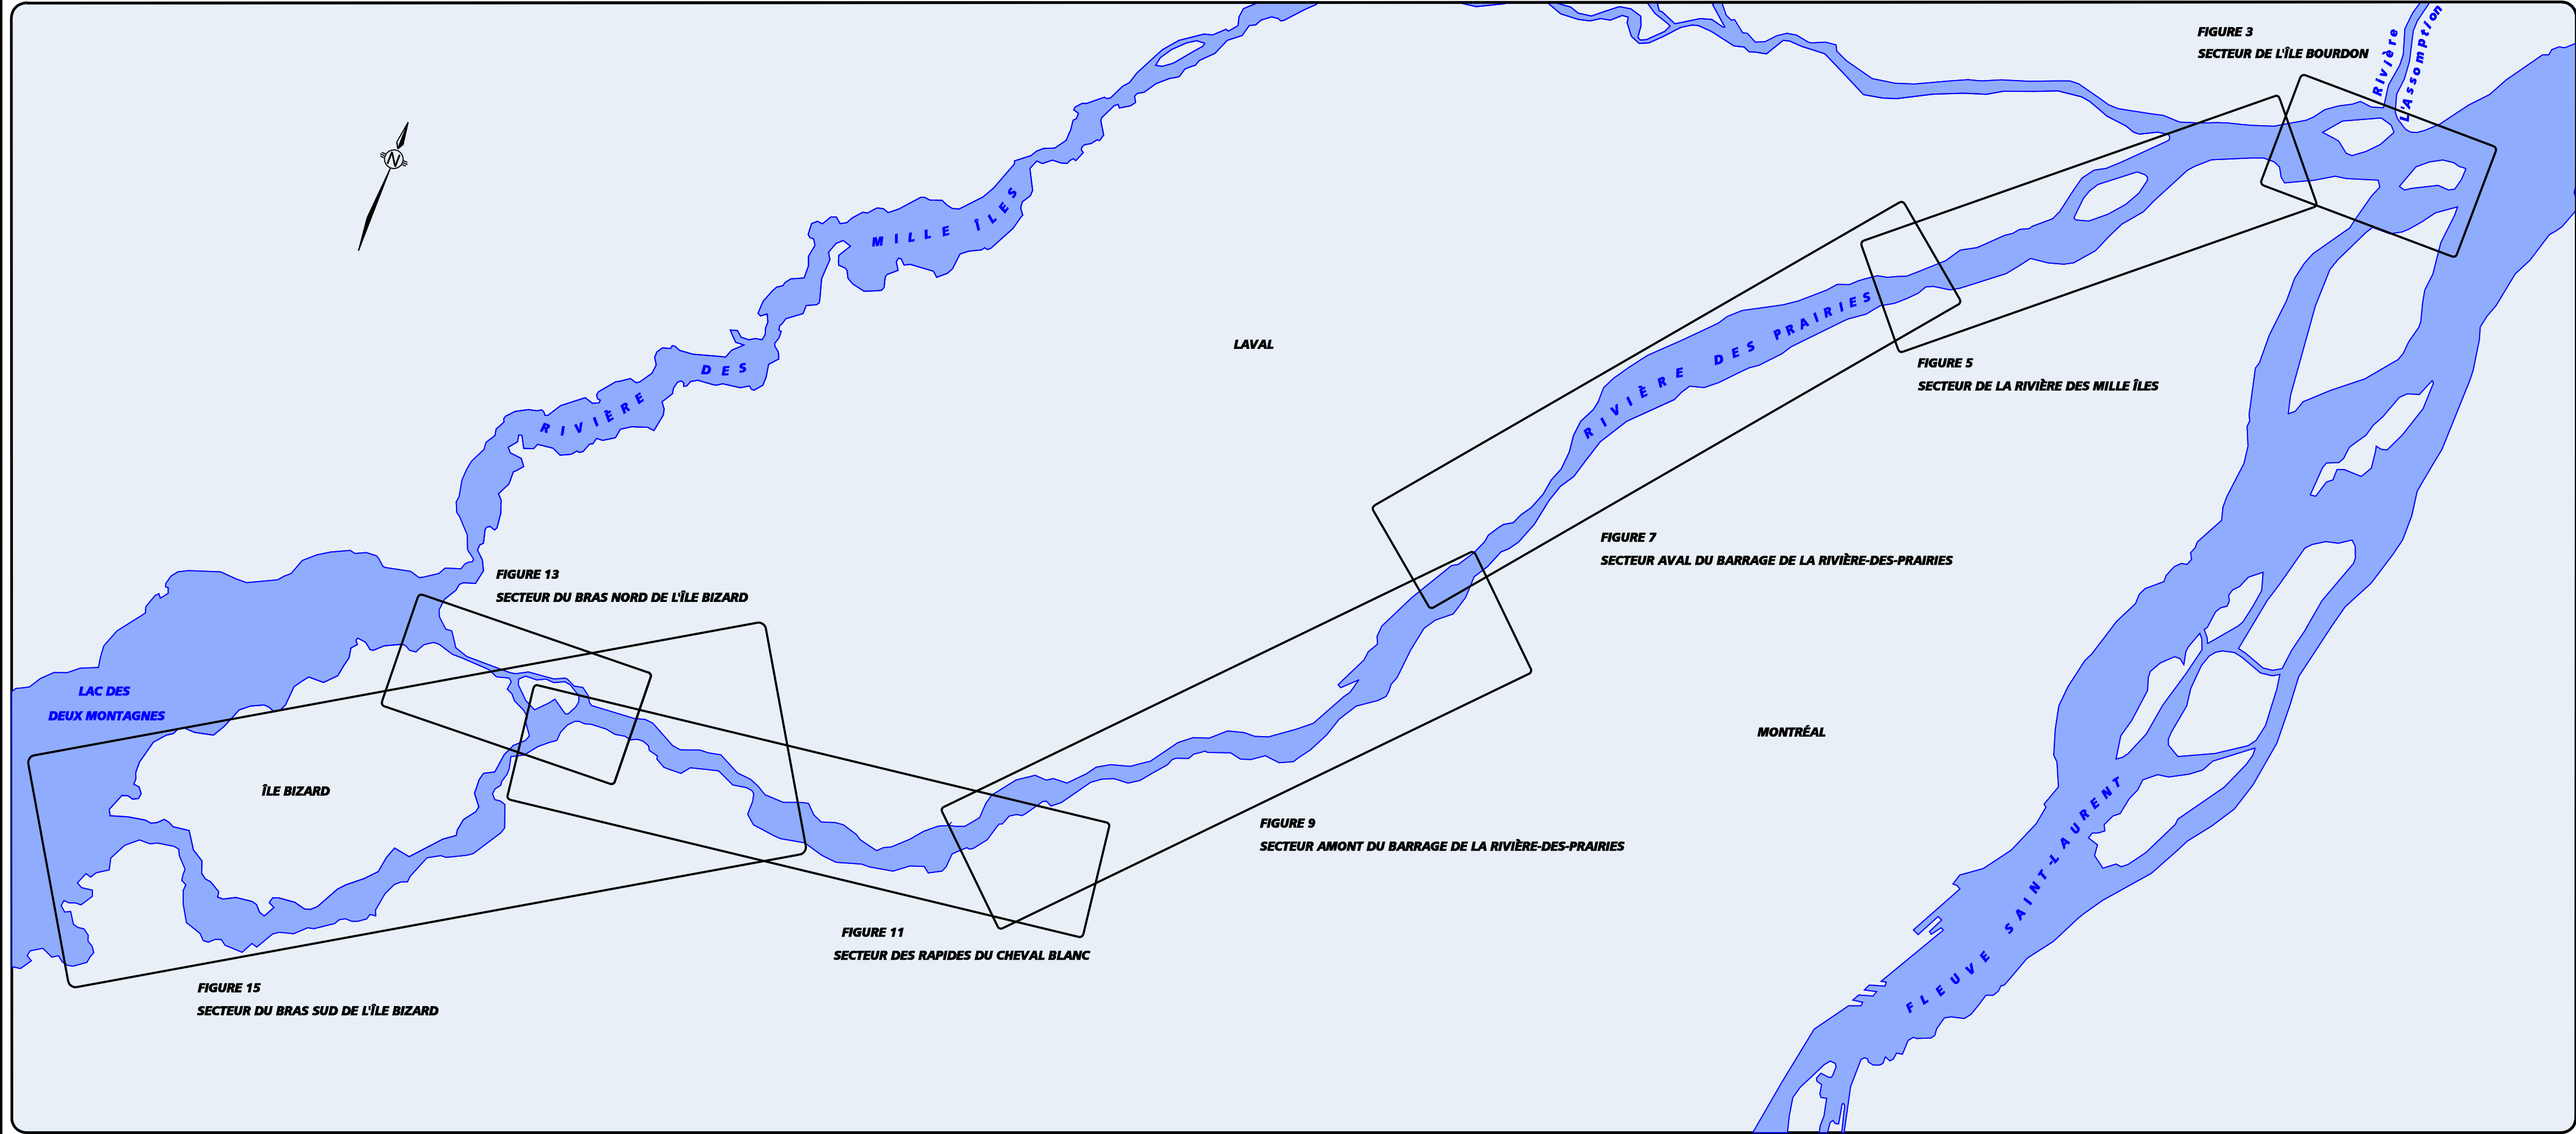 FIGURE 3
SECTEUR DE L'ÎLE BOURDON
Rivière
L'Assomption
N
MILLE ÎLES
LAVAL
DES
RIVIÈRE
RIVIÈRE DES PRAIRIES
FIGURE 5
SECTEUR DE LA RIVIÈRE DES MILLE ÎLES
FIGURE 7
SECTEUR AVAL DU BARRAGE DE LA RIVIÈRE-DES-PRAIRIES
FIGURE 13
SECTEUR DU BRAS NORD DE L'ÎLE BIZARD
LAC DES
DEUX MONTAGNES
MONTRÉAL
ÎLE BIZARD
FIGURE 9
SECTEUR AMONT DU BARRAGE DE LA RIVIÈRE-DES-PRAIRIES
FLEUVE SAINT-LAURENT
FIGURE 11
SECTEUR DES RAPIDES DU CHEVAL BLANC
FIGURE 15
SECTEUR DU BRAS SUD DE L'ÎLE BIZARD